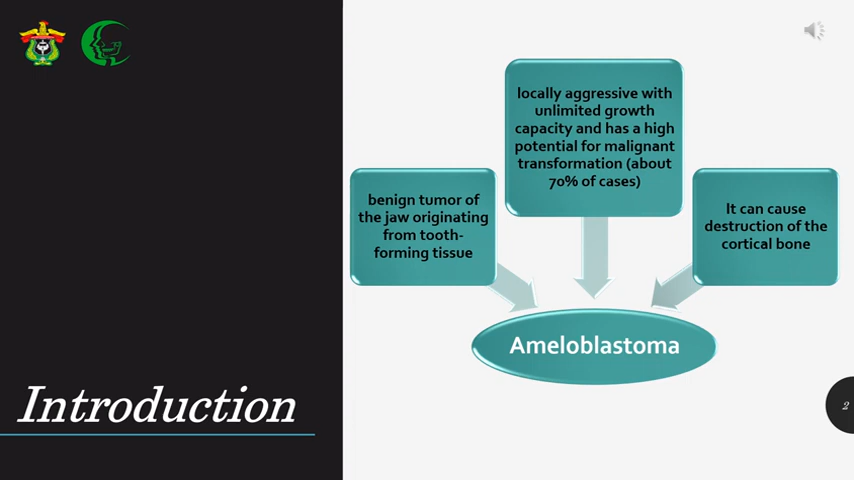 locally aggressive with
unlimited growth
capacity and has a high
potential for malignant
transformation (about
70% of cases)
benign tumor of
the jaw originating
from tooth-
forming tissue
It can cause
destruction of the
cortical bone
Ameloblastoma
Introduction
2